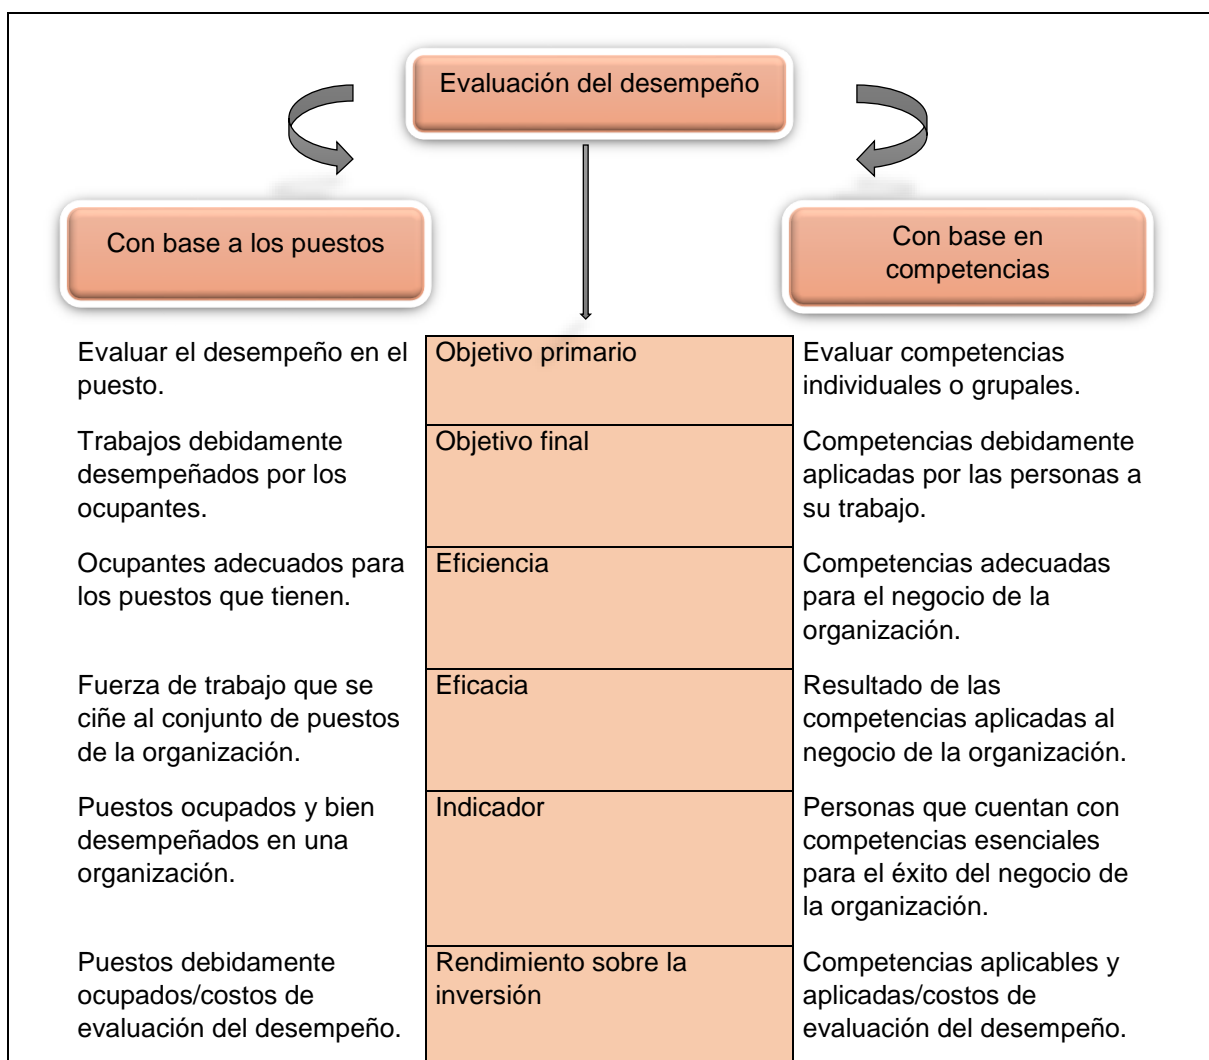 Evaluación del desempeño
Con base a los puestos
Con base en
competencias
Evaluar el desempeño en el
puesto.
Objetivo primario
Evaluar competencias
individuales o grupales.
Trabajos debidamente
desempeñados por los
ocupantes.
Objetivo final
Competencias debidamente
aplicadas por las personas a
su trabajo.
Ocupantes adecuados para
los puestos que tienen.
Eficiencia
Competencias adecuadas
para el negocio de la
organización.
Fuerza de trabajo que se
ciñe al conjunto de puestos
de la organización.
Eficacia
Resultado de las
competencias aplicadas al
negocio de la organización.
Puestos ocupados y bien
desempeñados en una
organización.
Indicador
Personas que cuentan con
competencias esenciales
para el éxito del negocio de
la organización.
Puestos debidamente
ocupados/costos de
evaluación del desempeño.
Rendimiento sobre la
inversión
Competencias aplicables y
aplicadas/costos de
evaluación del desempeño.